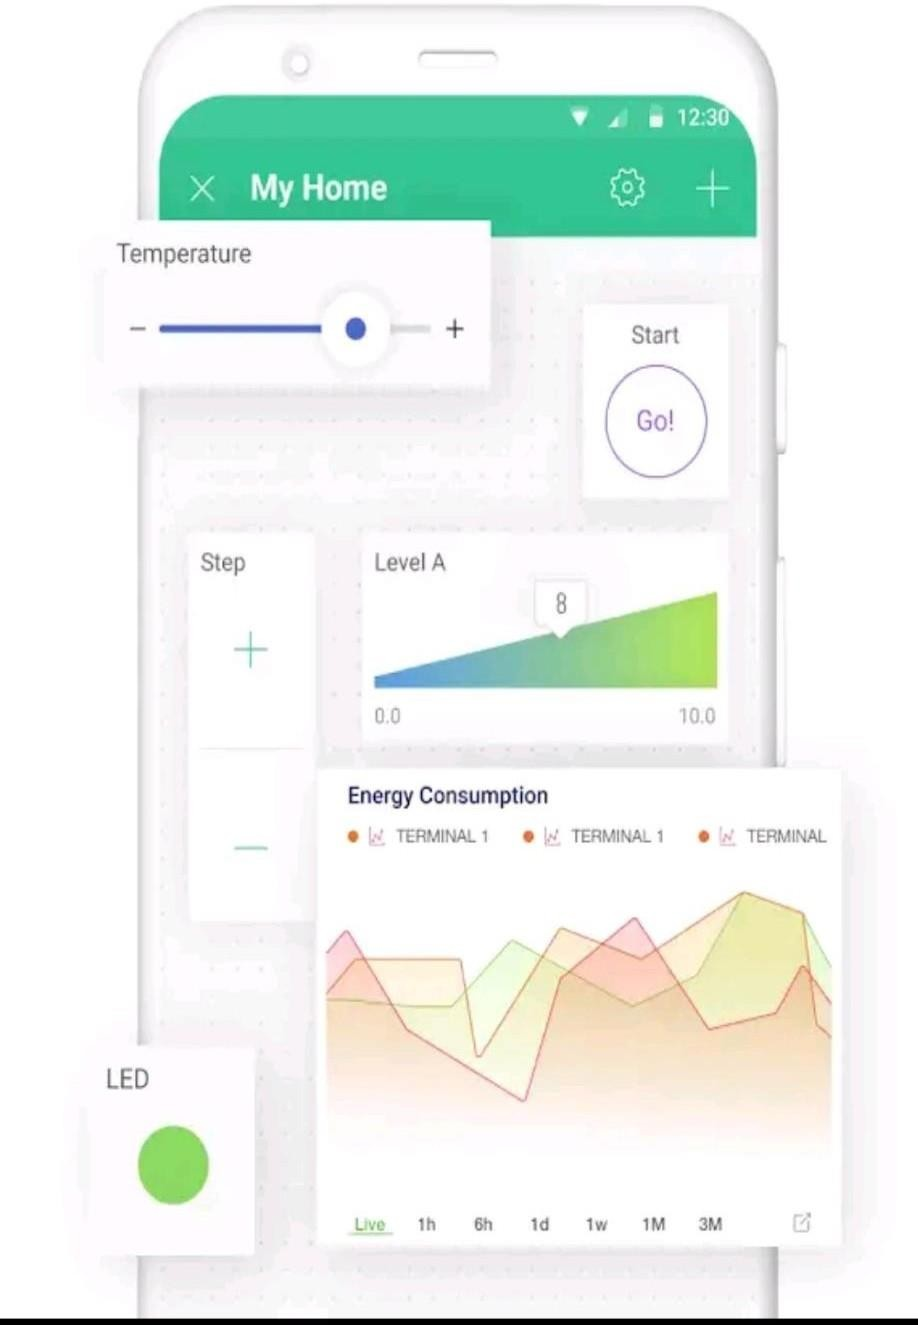 12:30
My Home
Temperature
− +
Start
Go!
Step
+
−
Level A
8
0.0 10.0
Energy Consumption
TERMINAL 1 TERMINAL 1 TERMINAL
LED
Live 1h 6h 1d 1w 1M 3M